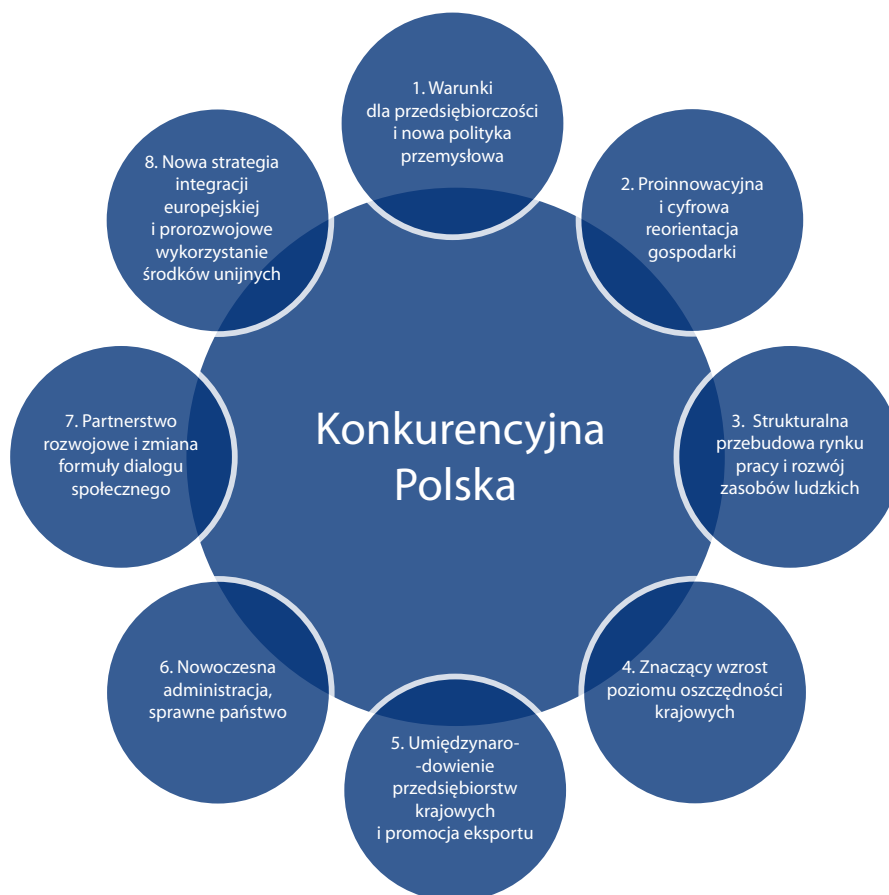 1. Warunki
dla przedsiębiorczości
i nowa polityka
przemysłowa
2. Proinnowacyjna
i cyfrowa
reorientacja
gospodarki
3. Strukturalna
przebudowa rynku
pracy i rozwój
zasobów ludzkich
4. Znaczący wzrost
poziomu oszczędności
krajowych
5. Umiędzynaro-
-dowienie
przedsiębiorstw
krajowych
i promocja eksportu
6. Nowoczesna
administracja,
sprawne państwo
7. Partnerstwo
rozwojowe i zmiana
formuły dialogu
społecznego
8. Nowa strategia
integracji
europejskiej
i prorozwojowe
wykorzystanie
środków unijnych
Konkurencyjna
Polska